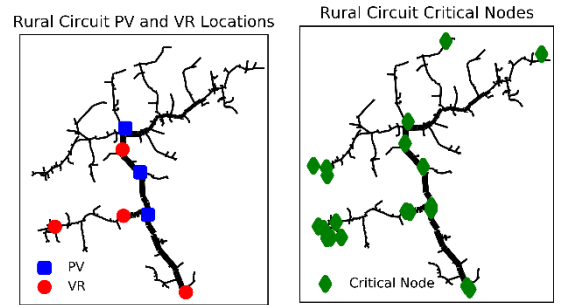 Rural Circuit PV and VR Locations
PV
VR
Rural Circuit Critical Nodes
Critical Node